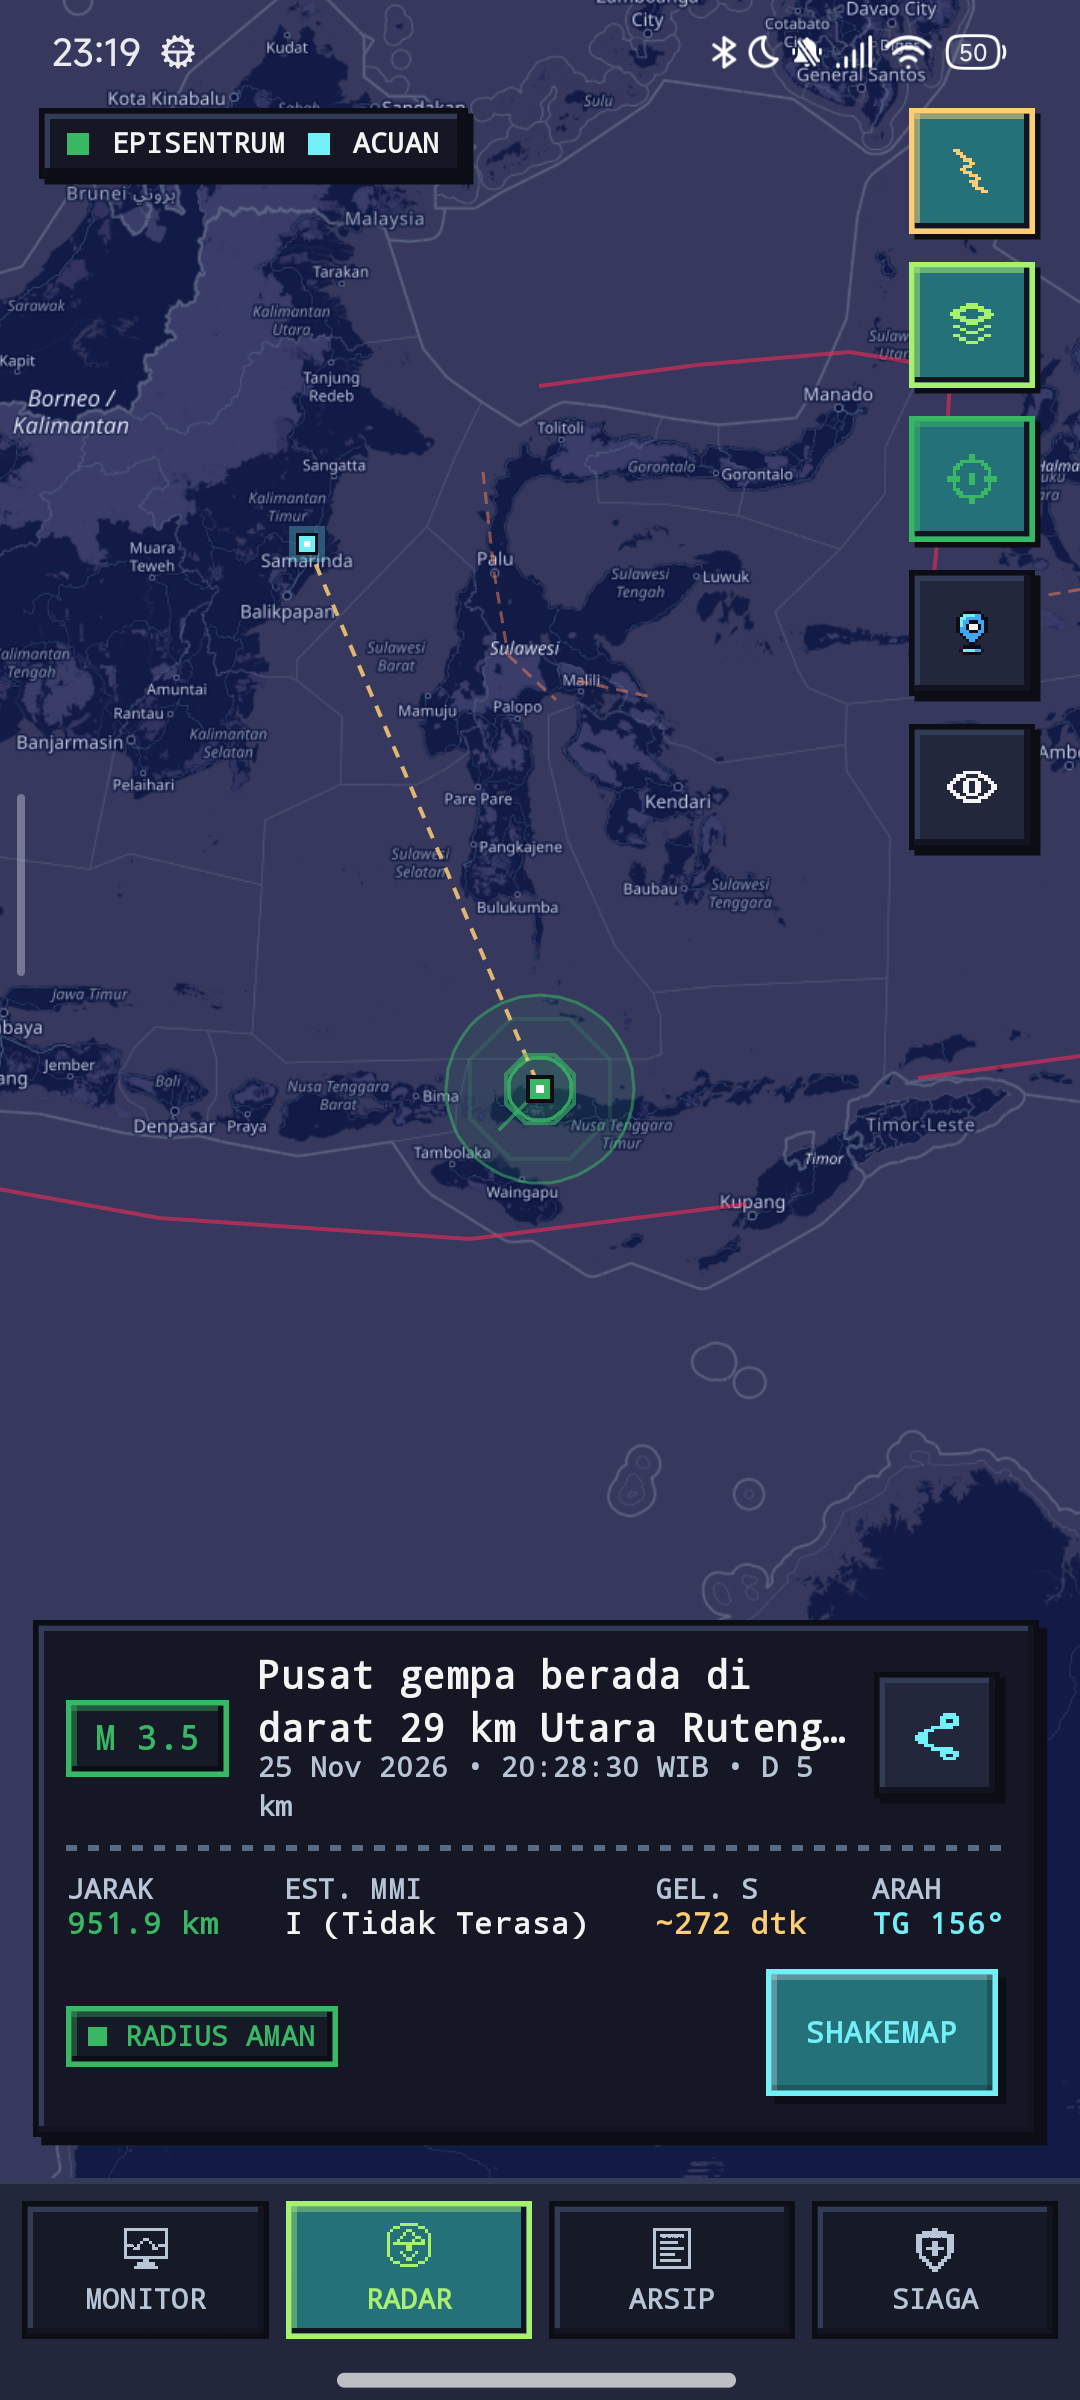 23:19
50
City
Davao City
Cotabato
General Santos
Kudat
Kota Kinabalu
Sandakan
Sulu
EPISENTRUM
ACUAN
Brunei بروني
Malaysia
Tarakan
Sarawak
Kalimantan
Utara
Kapit
Tanjung
Redeb
Borneo /
Kalimantan
Manado
Tolitoli
Sangatta
Gorontalo
Gorontalo
Kalimantan
Timur
Muara
Teweh
Samarinda
Palu
Sulawesi
Tengah
Luwuk
Balikpapan
Sulawesi
Barat
Sulawesi
Tengah
Malili
Amuntai
Rantau
Mamuju
Palopo
Banjarmasin
Kalimantan
Selatan
Pelaihari
Pare Pare
Kendari
Sulawesi
Selatan
Pangkajene
Baubau
Sulawesi
Tenggara
Bulukumba
Jawa Timur
Jember
Bali
Nusa Tenggara
Barat
Bima
Denpasar
Praya
Nusa Tenggara
Timur
Timor-Leste
Tambolaka
Timor
Waingapu
Kupang
M 3.5
Pusat gempa berada di
darat 29 km Utara Ruteng…
25 Nov 2026 • 20:28:30 WIB • D 5
km
JARAK
EST. MMI
GEL. S
ARAH
951.9 km
I (Tidak Terasa)
~272 dtk
TG 156°
RADIUS AMAN
SHAKEMAP
MONITOR
RADAR
ARSIP
SIAGA